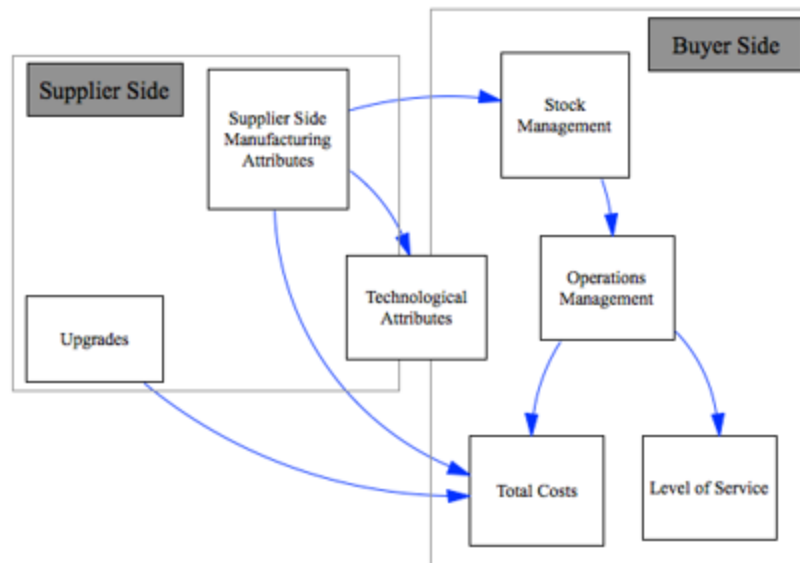 Supplier Side
Supplier Side
Manufacturing
Attributes
Upgrades
Technological
Attributes
Buyer Side
Stock
Management
Operations
Management
Total Costs
Level of Service